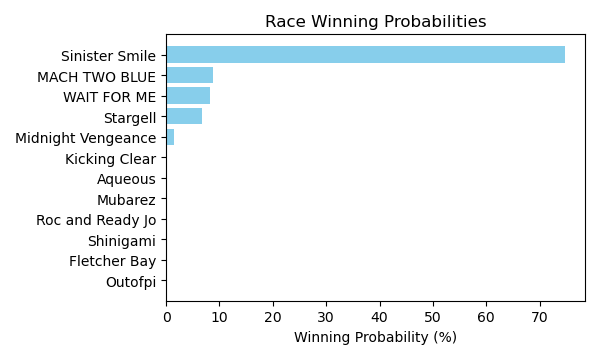 Race Winning Probabilities
Sinister Smile
MACH TWO BLUE
WAIT FOR ME
Stargell
Midnight Vengeance
Kicking Clear
Aqueous
Mubarez
Roc and Ready Jo
Shinigami
Fletcher Bay
Outofpi
0 10 20 30 40 50 60 70
Winning Probability (%)